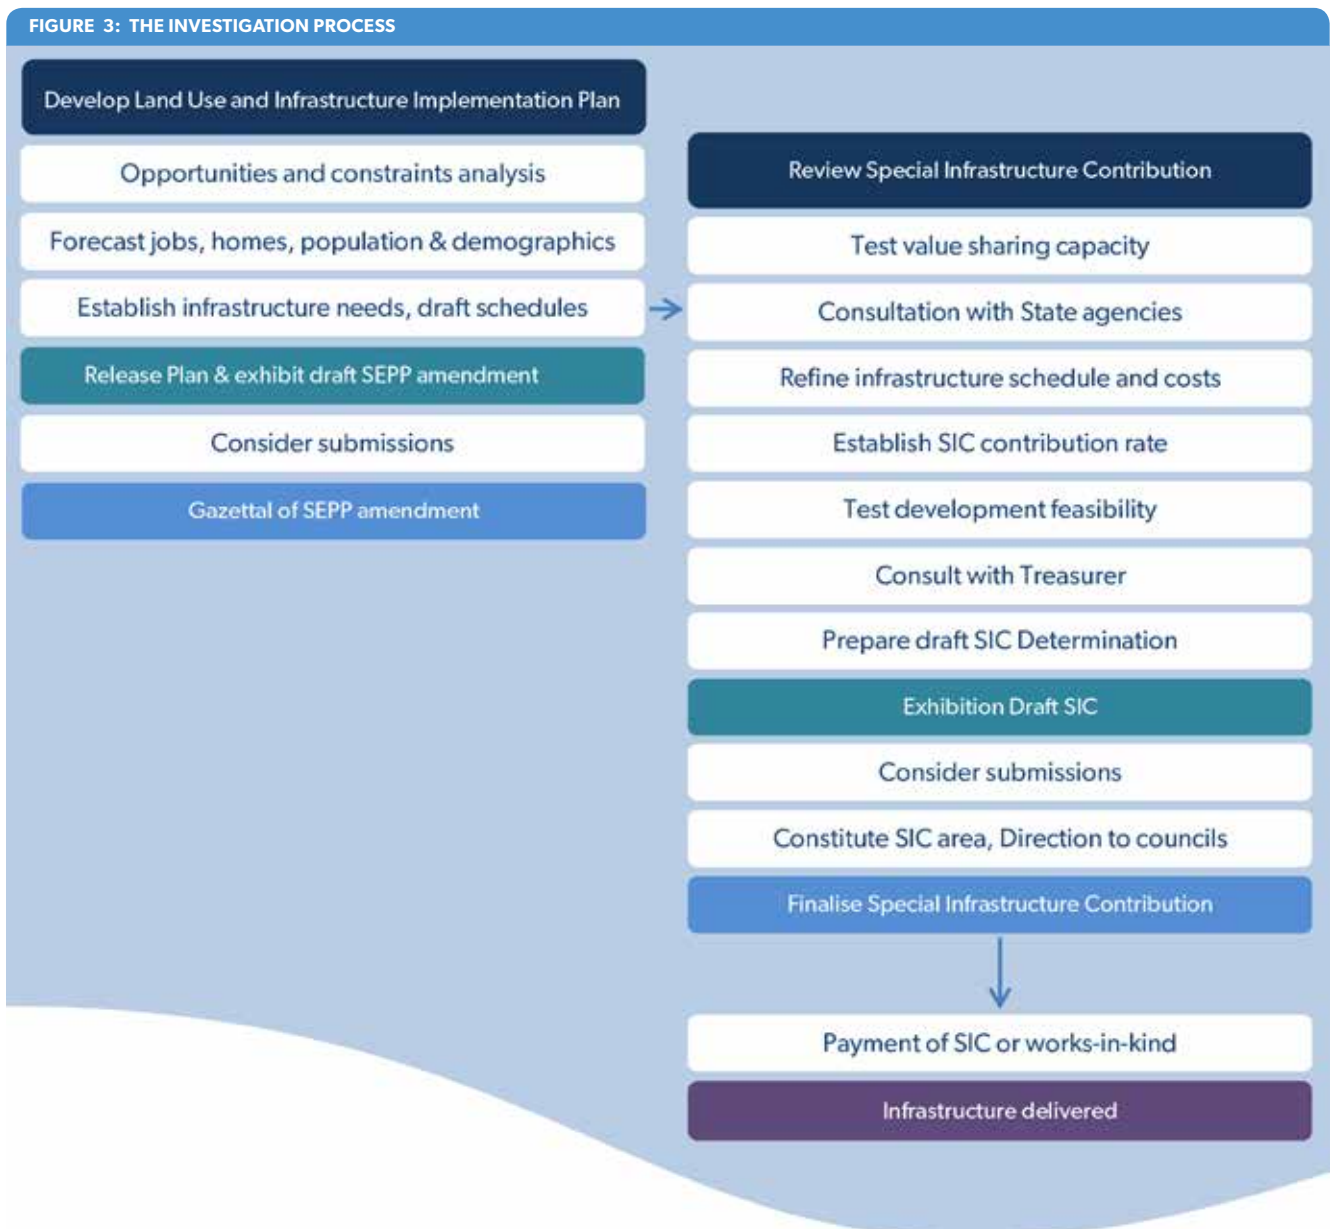 FIGURE 3: THE INVESTIGATION PROCESS
Develop Land Use and Infrastructure Implementation Plan
Opportunities and constraints analysis
Forecast jobs, homes, population & demographics
Establish infrastructure needs, draft schedules
Release Plan & exhibit draft SEPP amendment
Consider submissions
Gazettal of SEPP amendment
Review Special Infrastructure Contribution
Test value sharing capacity
Consultation with State agencies
Refine infrastructure schedule and costs
Establish SIC contribution rate
Test development feasibility
Consult with Treasurer
Prepare draft SIC Determination
Exhibition Draft SIC
Consider submissions
Constitute SIC area, Direction to councils
Finalise Special Infrastructure Contribution
Payment of SIC or works-in-kind
Infrastructure delivered